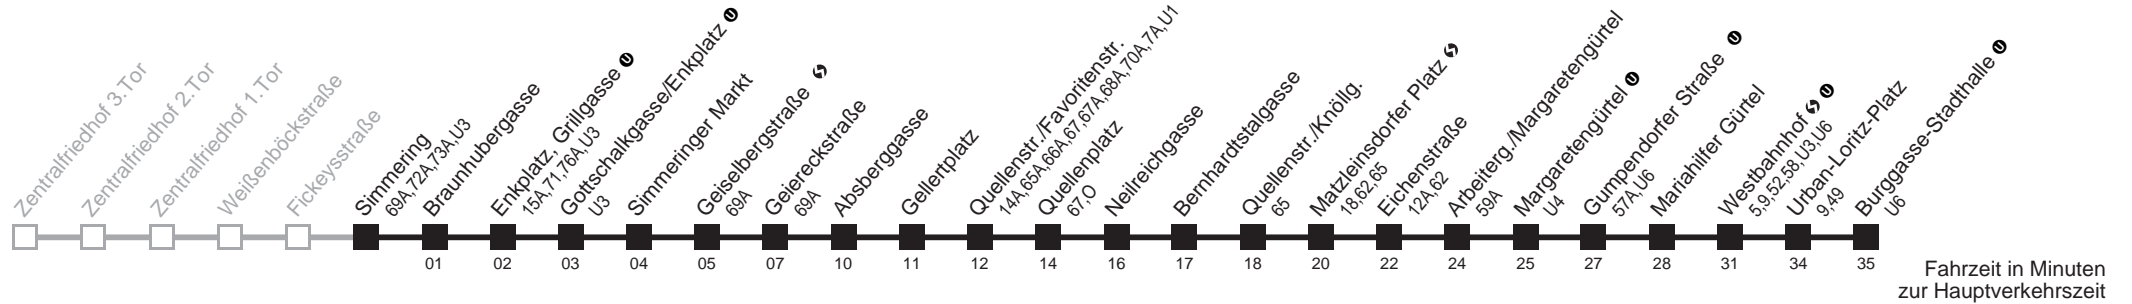 Zentralfriedhof 3.Tor
Zentralfriedhof 2.Tor
Zentralfriedhof 1.Tor
Weißenböckstraße
Fickeysstraße
Simmering
69A,72A,73A,U3
Braunhubergasse
Enkplatz, Grillgasse U
15A,71,76A,U3
Gottschalkgasse/Enkplatz U
U3
Simmeringer Markt
Geiselbergstraße
69A
Geiereckstraße
69A
Absberggasse
Gellertplatz
Quellenstr./Favoritenstr.
14A,65A,66A,67,67A,68A,70A,7A,U1
Quellenplatz
67,O
Neilreichgasse
Bernhardtstalgasse
Quellenstr./Knöllg.
65
Matzleinsdorfer Platz
18,62,65
Eichenstraße
12A,62
Arbeiterg./Margaretengürtel
59A
Margaretengürtel U
U4
Gumpendorfer Straße U
57A,U6
Mariahilfer Gürtel
Westbahnhof U
5,9,52,58,U3,U6
Urban-Loritz-Platz
9,49
Burggasse-Stadthalle U
U6
01 02 03 04 05 07 10 11 12 14 16 17 18 20 22 24 25 27 28 31 34 35
Fahrzeit in Minuten
zur Hauptverkehrszeit